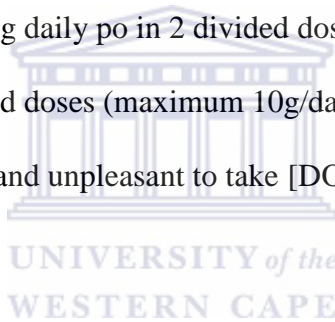 g daily po in 2 divided dos
d doses (maximum 10g/da
and unpleasant to take [DO
UNIVERSITY of the
WESTERN CAPE